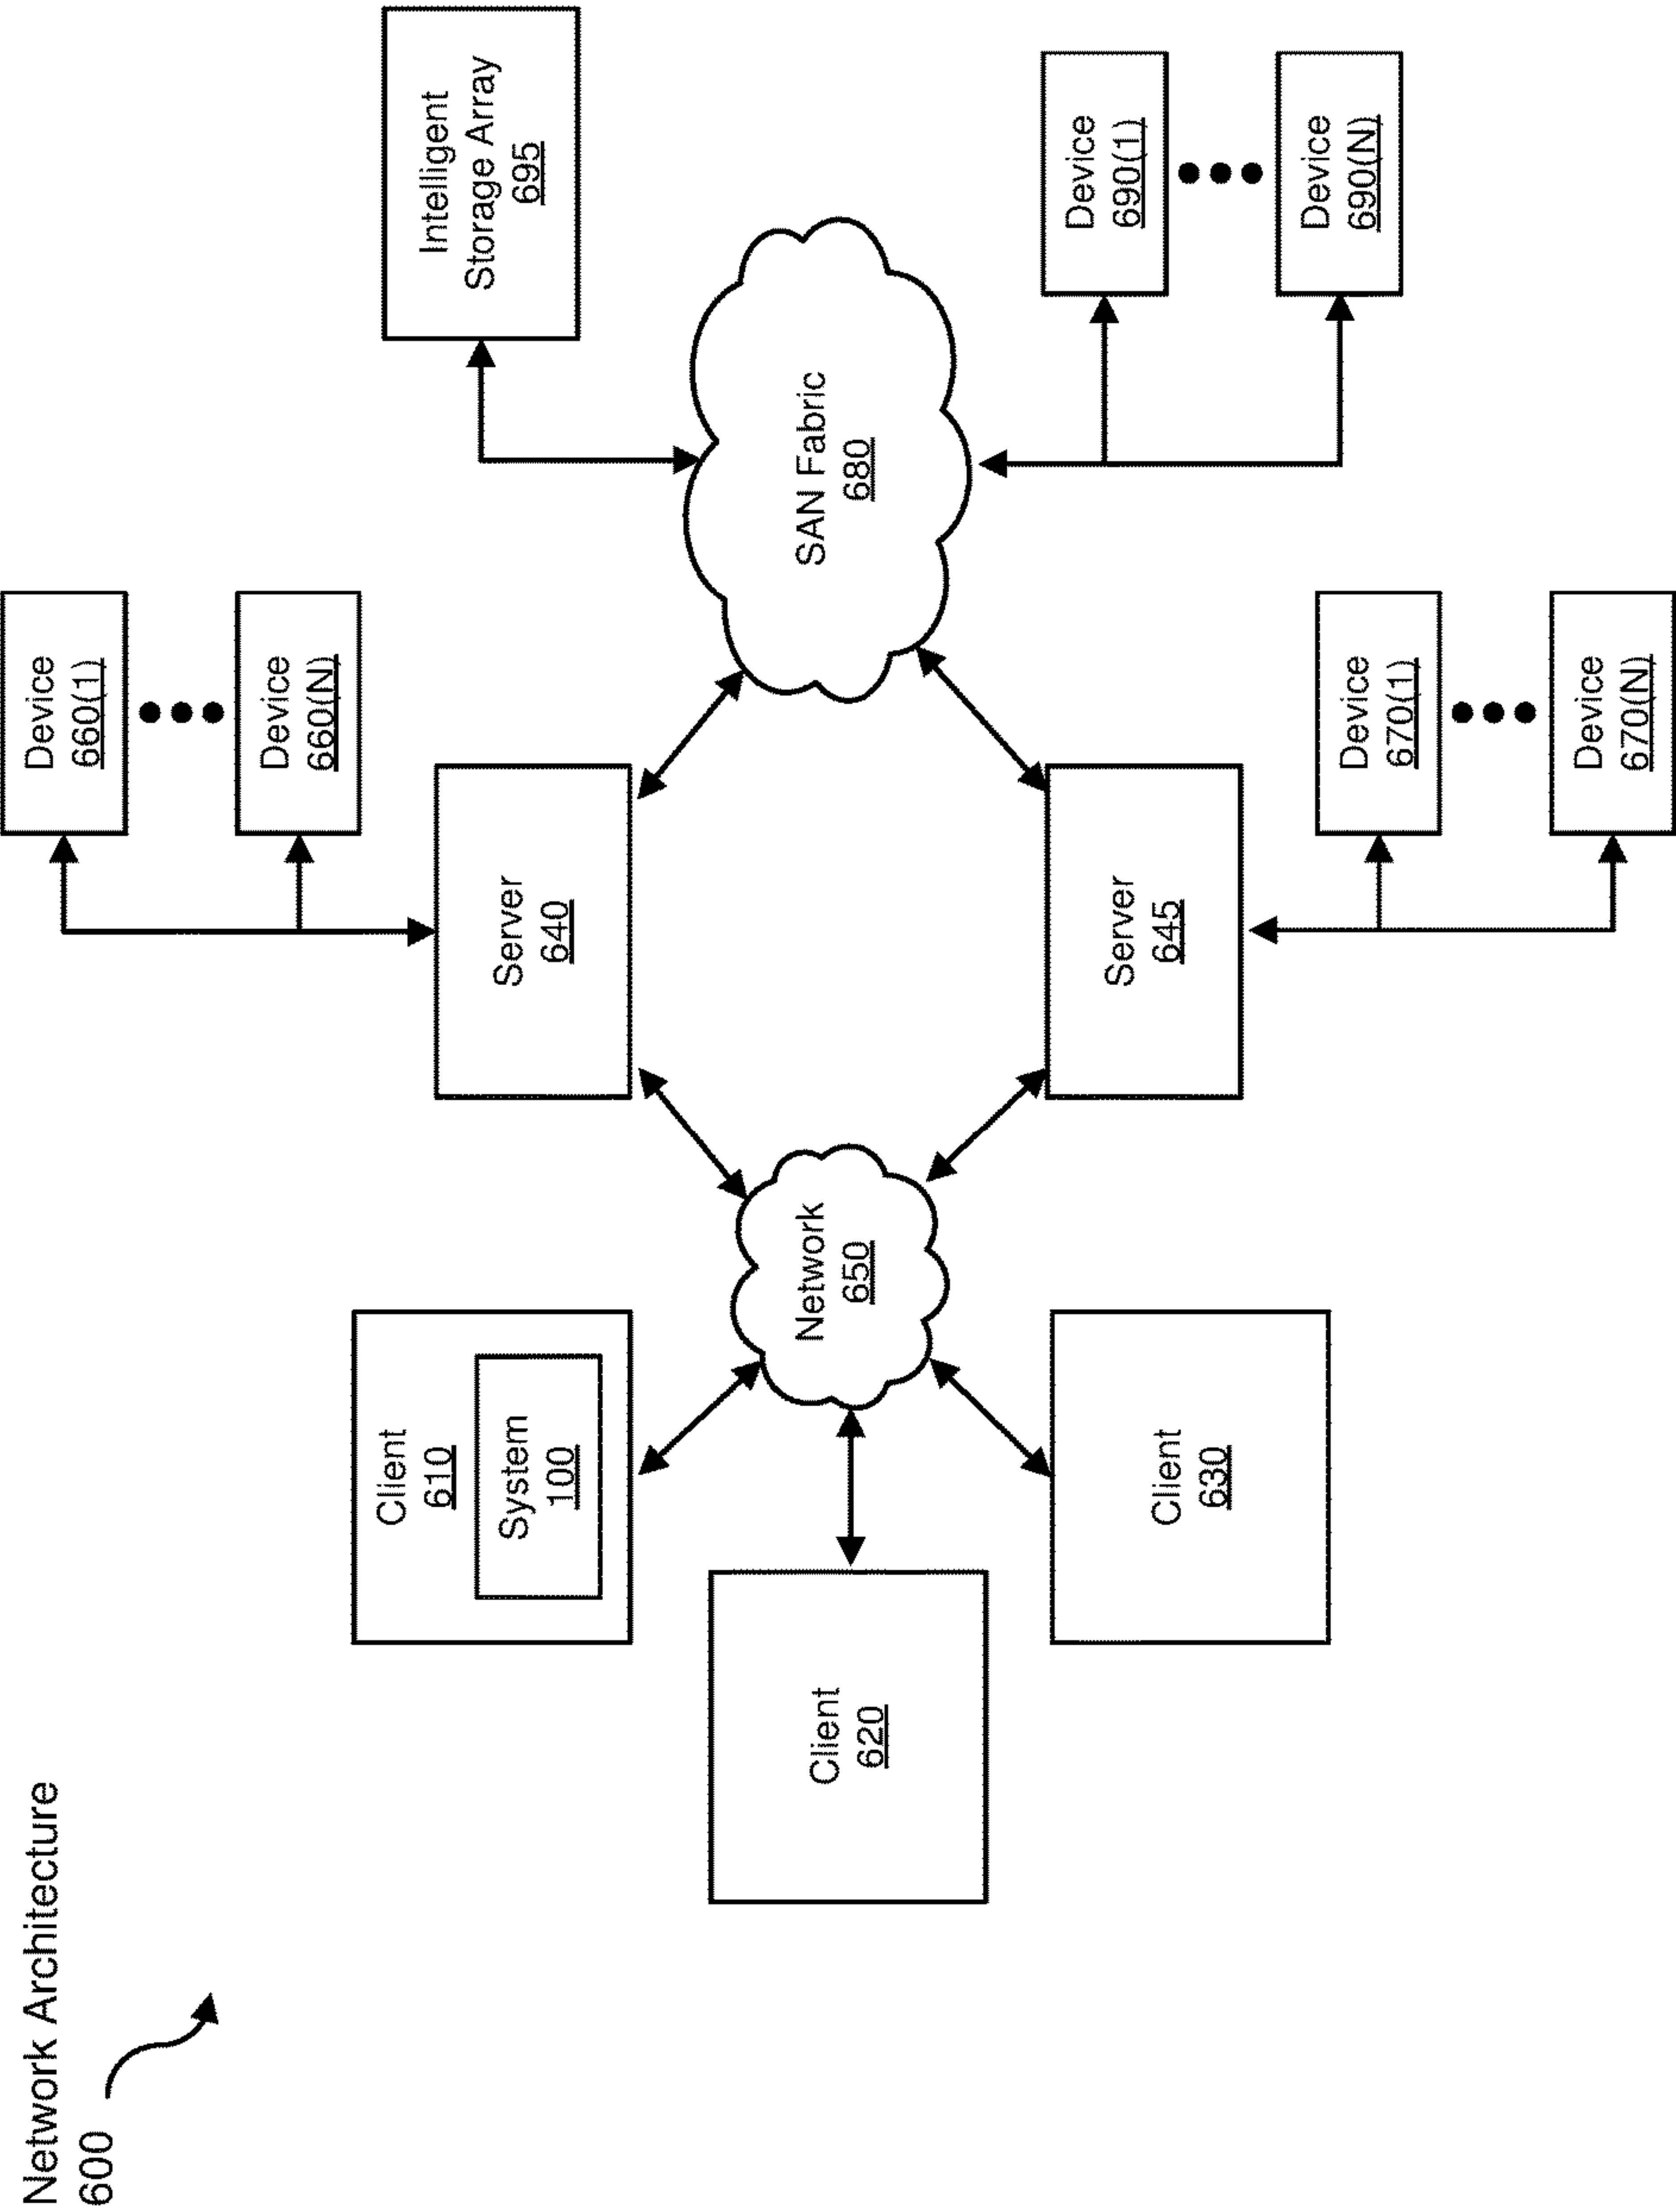 Network Architecture
600
Client
610
System
100
Client
620
Client
630
Network
650
Device
660(1)
Device
660(N)
Server
640
Server
645
Device
670(1)
Device
670(N)
SAN Fabric
680
Intelligent
Storage Array
695
Device
690(1)
Device
690(N)